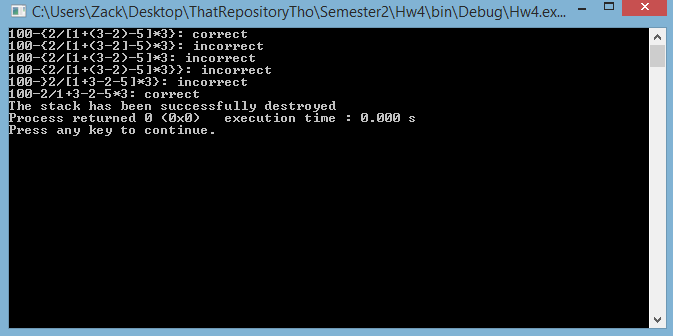 C:\Users\Zack\Desktop\ThatRepositoryTho\Semester2\Hw4\bin\Debug\Hw4.ex...
100-{2/[1+(3-2)-5]*3}: correct
100-{2/[1+(3-2]-5)*3}: incorrect
100-{2/[1+(3-2)-5]*3: incorrect
100-{2/[1+(3-2)-5]*3}}: incorrect
100-}2/[1+3-2-5]*3}: incorrect
100-2/1+3-2-5*3: correct
The stack has been successfully destroyed
Process returned 0 (0x0)   execution time : 0.000 s
Press any key to continue.